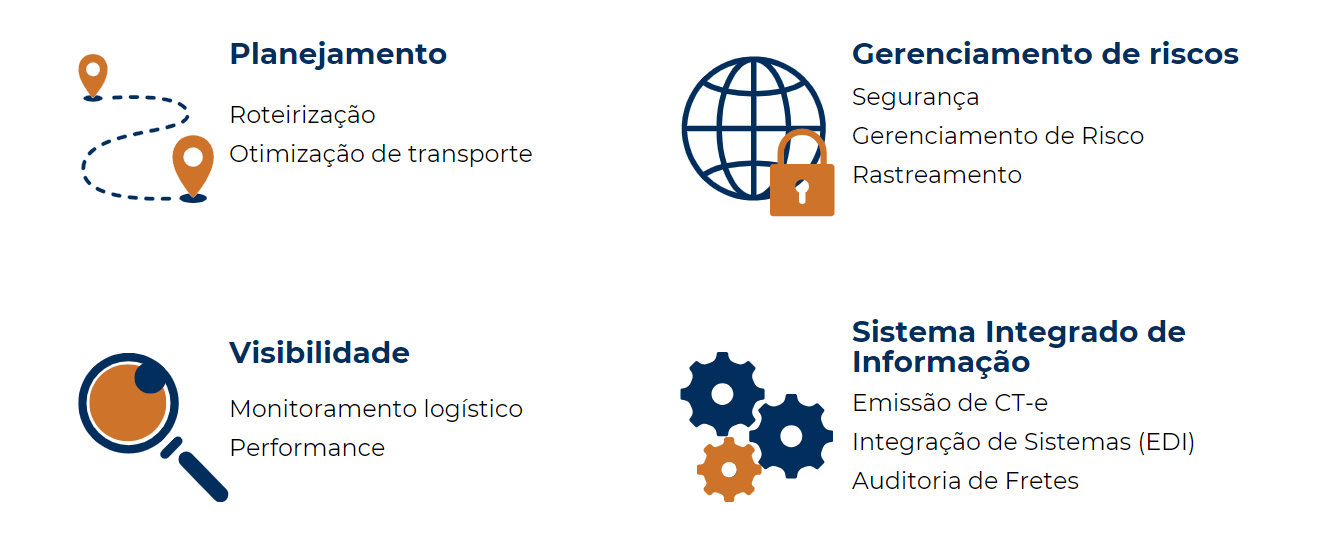 Planejamento
Roteirização
Otimização de transporte
Gerenciamento de riscos
Segurança
Gerenciamento de Risco
Rastreamento
Visibilidade
Monitoramento logístico
Performance
Sistema Integrado de
Informação
Emissão de CT-e
Integração de Sistemas (EDI)
Auditoria de Fretes